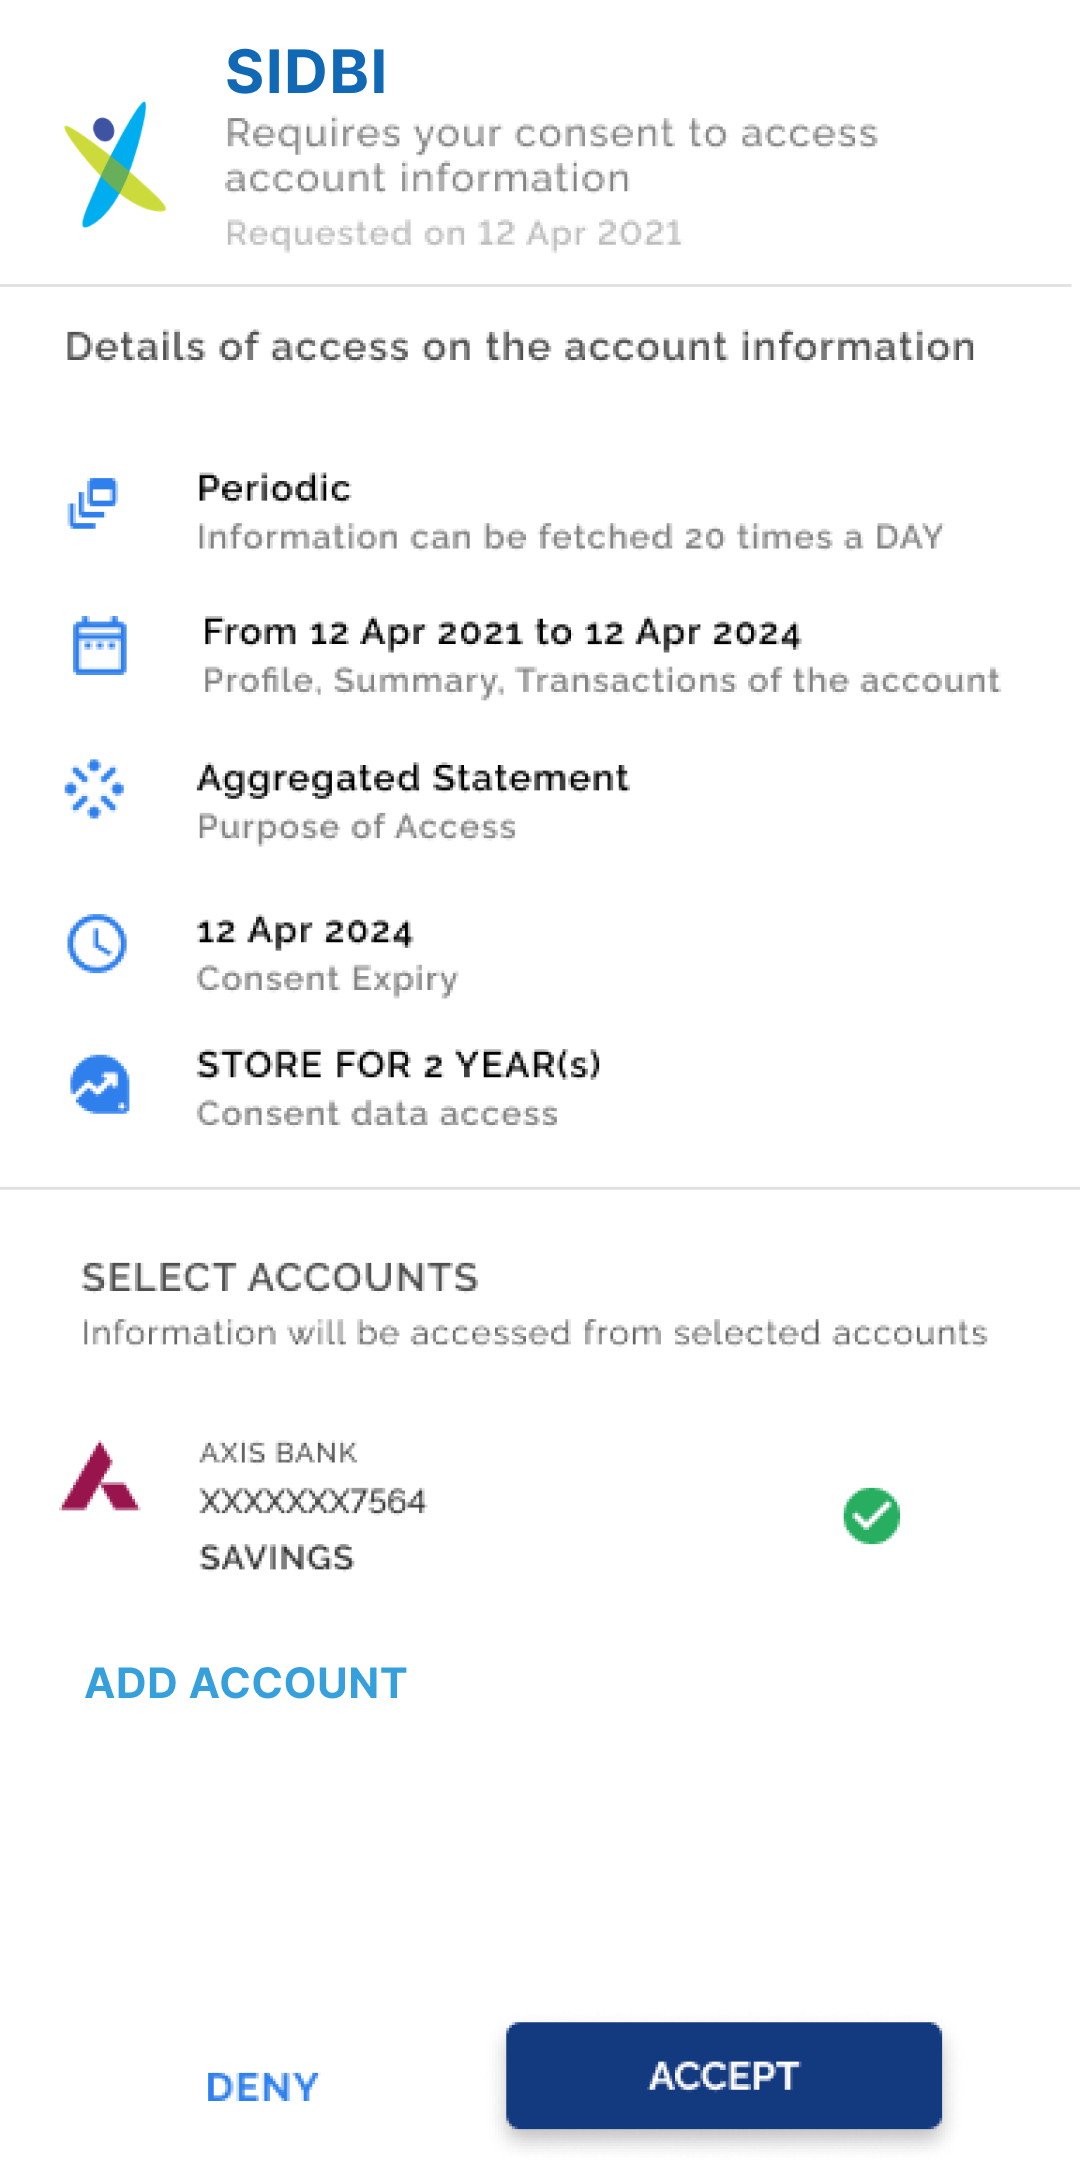 SIDBI
Requires your consent to access
account information
Requested on 12 Apr 2021
Details of access on the account information
Periodic
Information can be fetched 20 times a DAY
From 12 Apr 2021 to 12 Apr 2024
Profile, Summary, Transactions of the account
Aggregated Statement
Purpose of Access
12 Apr 2024
Consent Expiry
STORE FOR 2 YEAR(s)
Consent data access
SELECT ACCOUNTS
Information will be accessed from selected accounts
AXIS BANK
XXXXXXX7564
SAVINGS
ADD ACCOUNT
DENY
ACCEPT